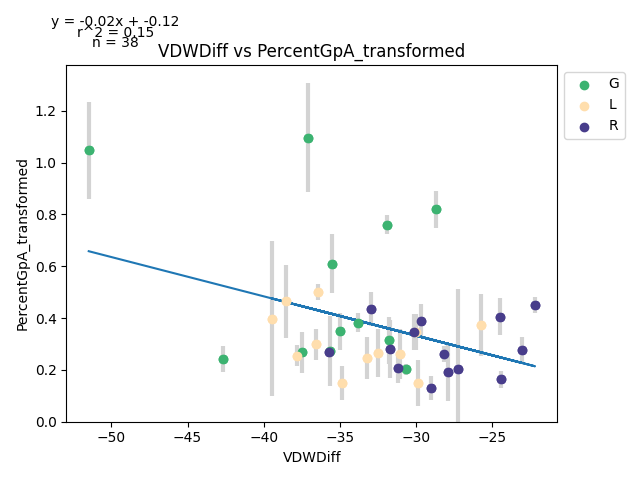 y = -0.02x + -0.12
r^2 = 0.15
n = 38
VDWDiff vs PercentGpA_transformed
G
L
R
PercentGpA_transformed
1.2
1.0
0.8
0.6
0.4
0.2
0.0
−50
−45
−40
−35
−30
−25
VDWDiff